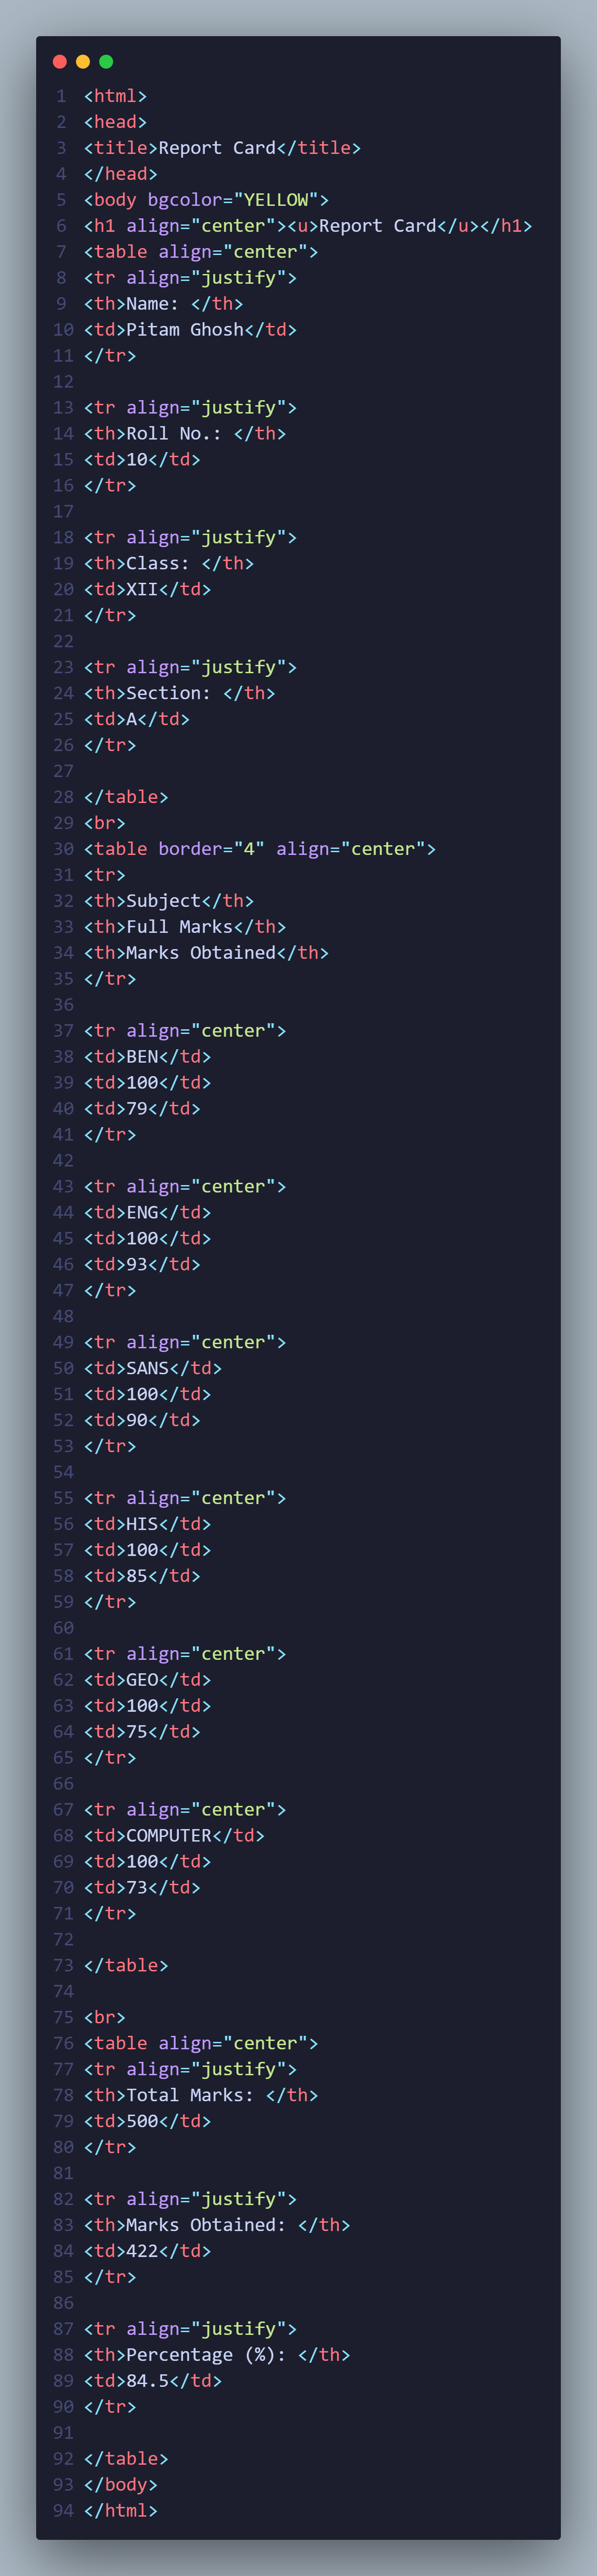 1 <html>
2 <head>
3 <title>Report Card</title>
4 </head>
5 <body bgcolor="YELLOW">
6 <h1 align="center"><u>Report Card</u></h1>
7 <table align="center">
8 <tr align="justify">
9 <th>Name: </th>
10 <td>Pitam Ghosh</td>
11 </tr>
12
13 <tr align="justify">
14 <th>Roll No.: </th>
15 <td>10</td>
16 </tr>
17
18 <tr align="justify">
19 <th>Class: </th>
20 <td>XII</td>
21 </tr>
22
23 <tr align="justify">
24 <th>Section: </th>
25 <td>A</td>
26 </tr>
27
28 </table>
29 <br>
30 <table border="4" align="center">
31 <tr>
32 <th>Subject</th>
33 <th>Full Marks</th>
34 <th>Marks Obtained</th>
35 </tr>
36
37 <tr align="center">
38 <td>BEN</td>
39 <td>100</td>
40 <td>79</td>
41 </tr>
42
43 <tr align="center">
44 <td>ENG</td>
45 <td>100</td>
46 <td>93</td>
47 </tr>
48
49 <tr align="center">
50 <td>SANS</td>
51 <td>100</td>
52 <td>90</td>
53 </tr>
54
55 <tr align="center">
56 <td>HIS</td>
57 <td>100</td>
58 <td>85</td>
59 </tr>
60
61 <tr align="center">
62 <td>GEO</td>
63 <td>100</td>
64 <td>75</td>
65 </tr>
66
67 <tr align="center">
68 <td>COMPUTER</td>
69 <td>100</td>
70 <td>73</td>
71 </tr>
72
73 </table>
74
75 <br>
76 <table align="center">
77 <tr align="justify">
78 <th>Total Marks: </th>
79 <td>500</td>
80 </tr>
81
82 <tr align="justify">
83 <th>Marks Obtained: </th>
84 <td>422</td>
85 </tr>
86
87 <tr align="justify">
88 <th>Percentage (%): </th>
89 <td>84.5</td>
90 </tr>
91
92 </table>
93 </body>
94 </html>